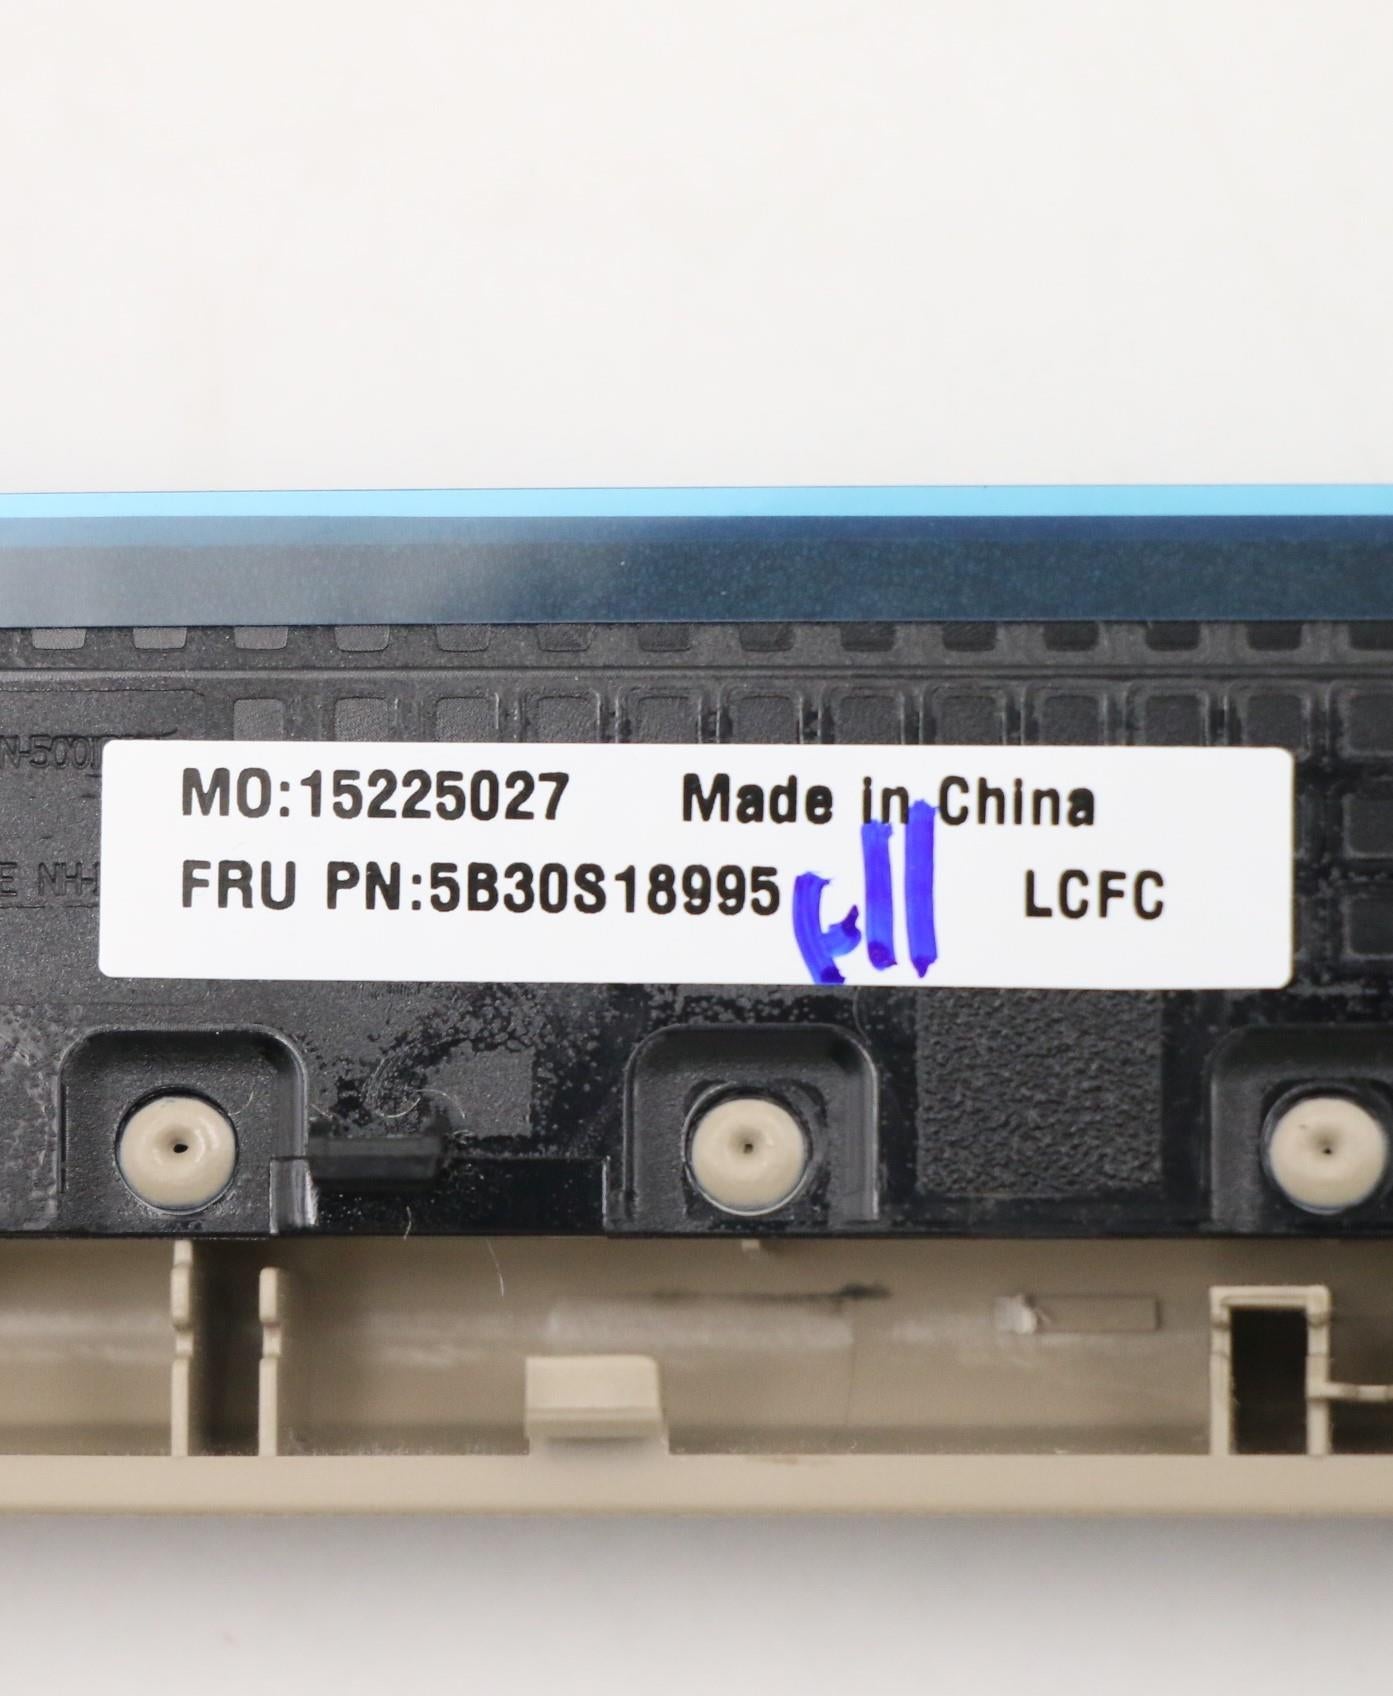 MO:15225027 Made in China
FRU PN:5B30S18995 LCFC